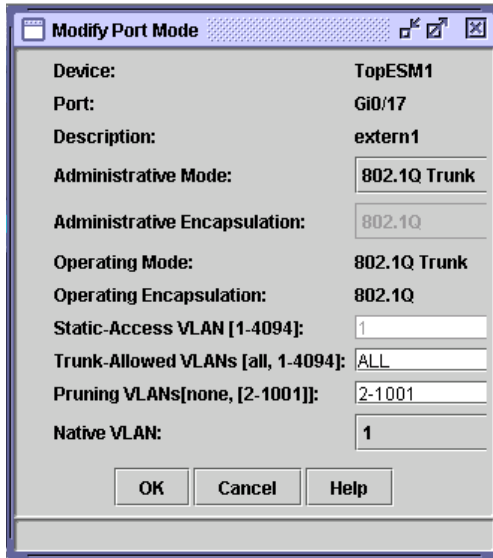 Modify Port Mode
Device: TopESM1
Port: Gi0/17
Description: extern1
Administrative Mode: 802.1Q Trunk
Administrative Encapsulation: 802.1Q
Operating Mode: 802.1Q Trunk
Operating Encapsulation: 802.1Q
Static-Access VLAN [1-4094]: 1
Trunk-Allowed VLANs [all, 1-4094]: ALL
Pruning VLANs[none, [2-1001]]: 2-1001
Native VLAN: 1
OK Cancel Help